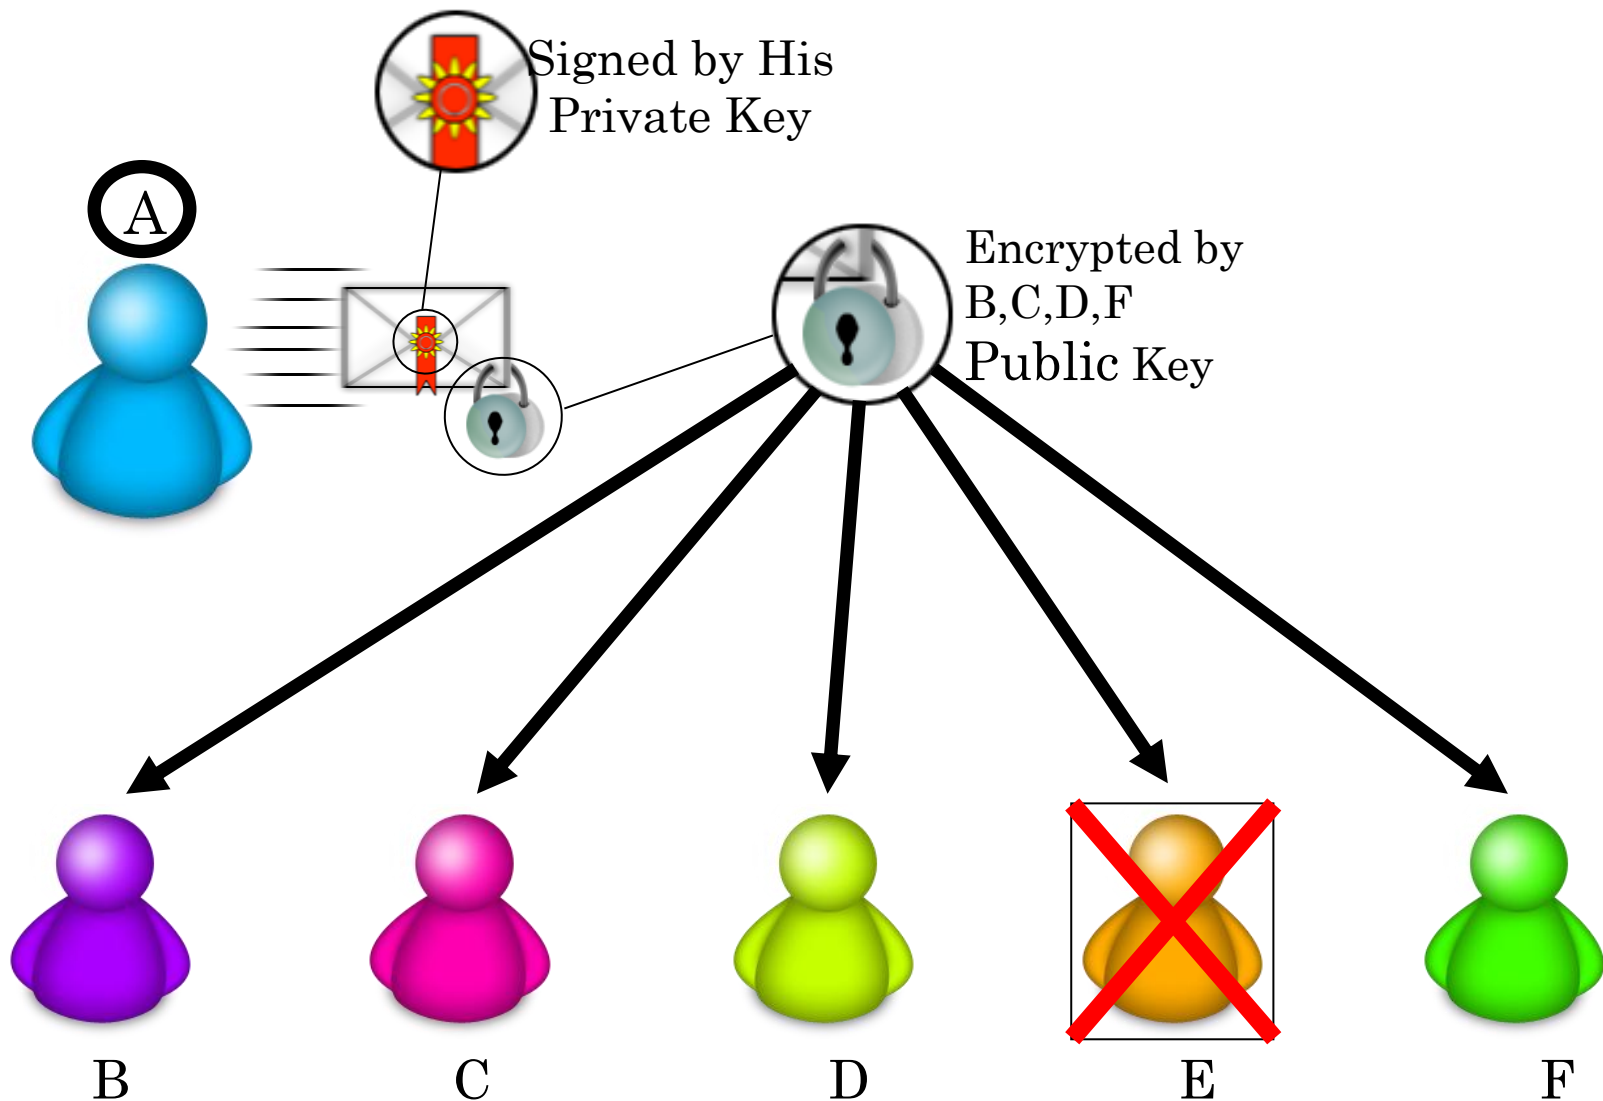 Signed by His
Private Key
A
Encrypted by
B,C,D,F
Public Key
B
C
D
E
F